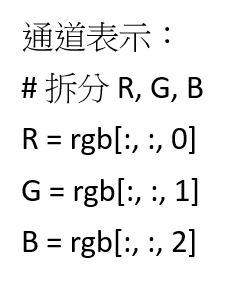 通道表示：
# 拆分 R, G, B
R = rgb[:, :, 0]
G = rgb[:, :, 1]
B = rgb[:, :, 2]